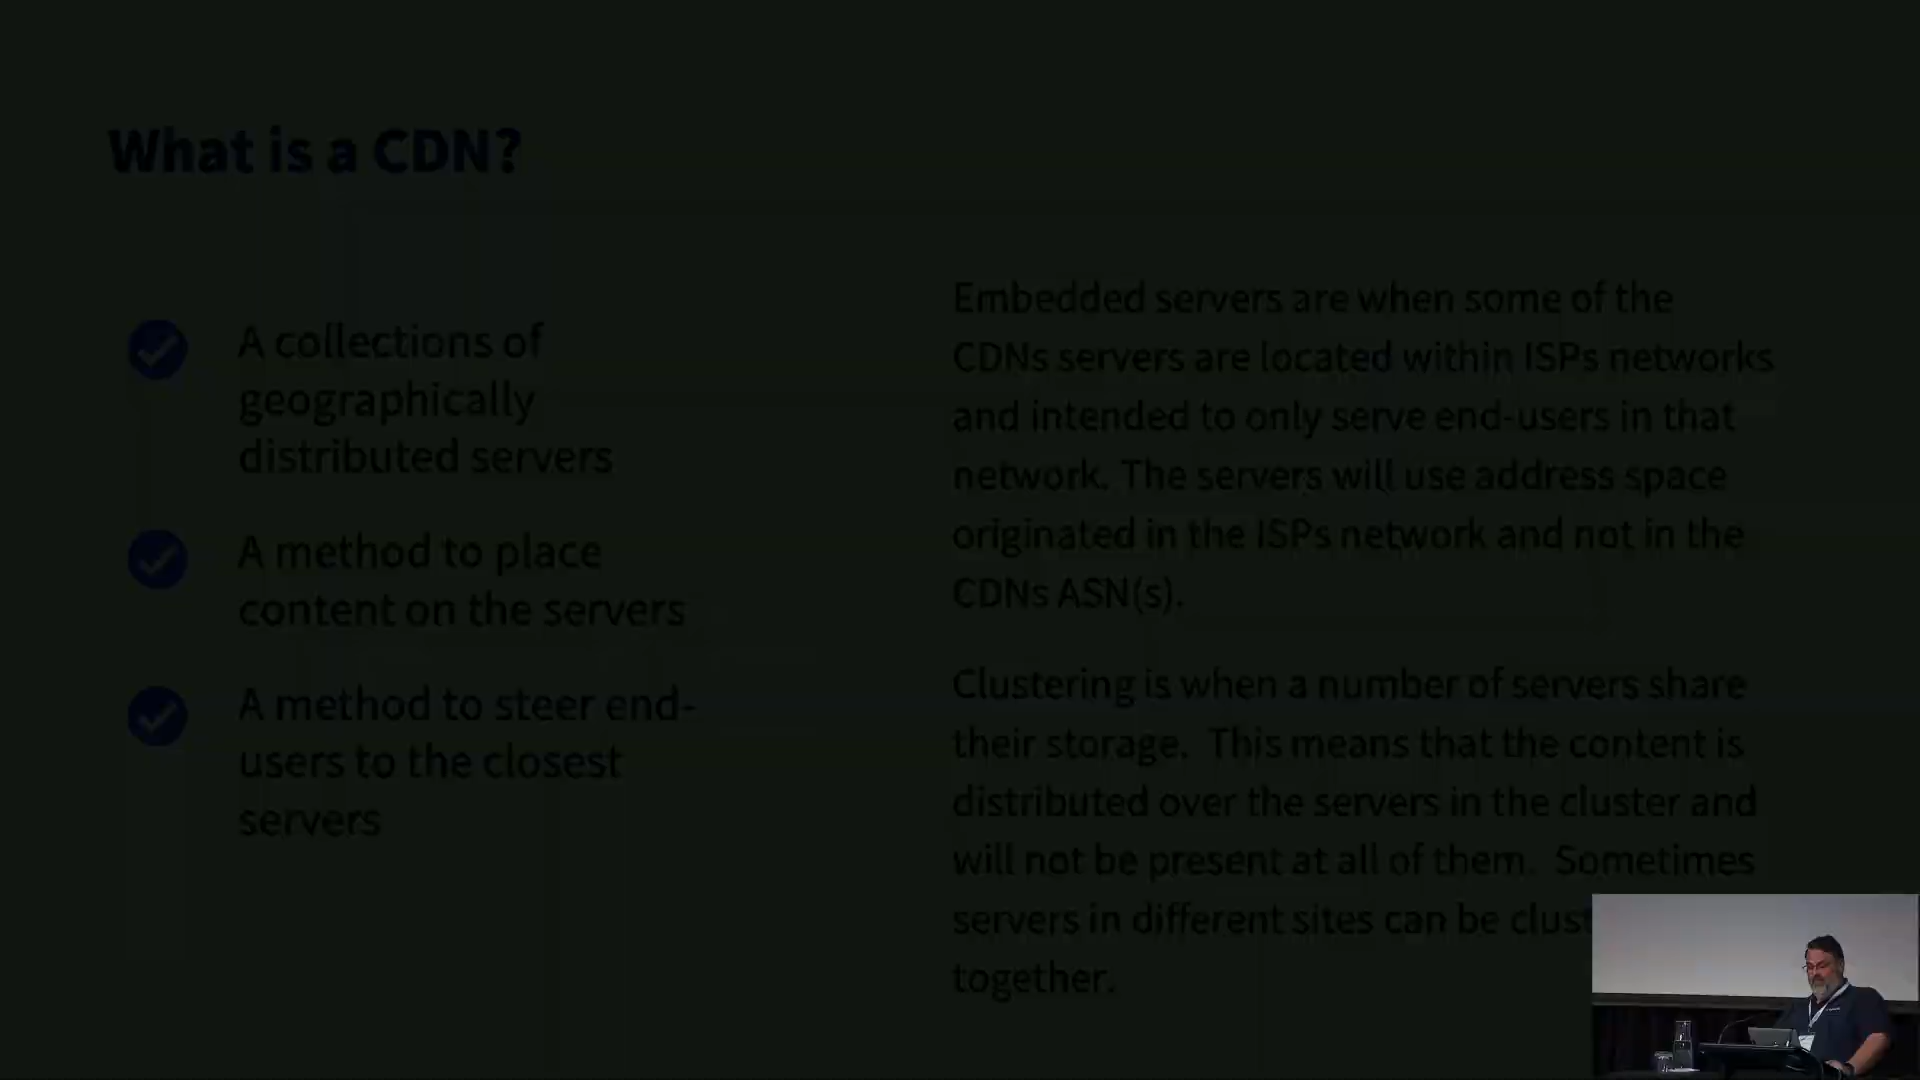 What is a CDN?
A collections of
geographically
distributed servers
A method to place
content on the servers
A method to steer end-
users to the closest
servers
Embedded servers are when some of the
CDNs servers are located within ISPs networks
and intended to only serve end-users in that
network. The servers will use address space
originated in the ISPs network and not in the
CDNs ASN(s).
Clustering is when a number of servers share
their storage.  This means that the content is
distributed over the servers in the cluster and
will not be present at all of them.  Sometimes
servers in different sites can be clust
together.